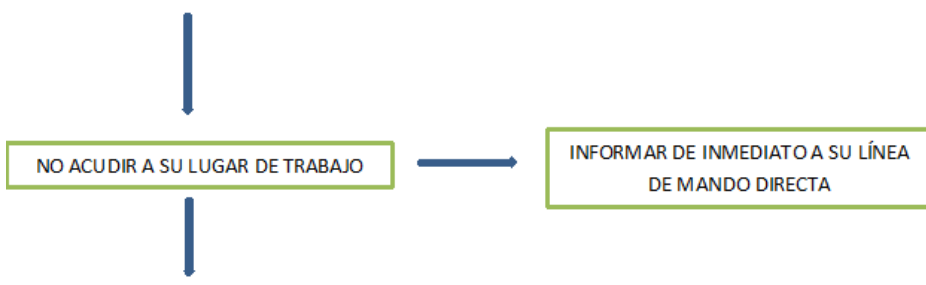 NO ACUDIR A SU LUGAR DE TRABAJO
INFORMAR DE INMEDIATO A SU LÍNEA
DE MANDO DIRECTA